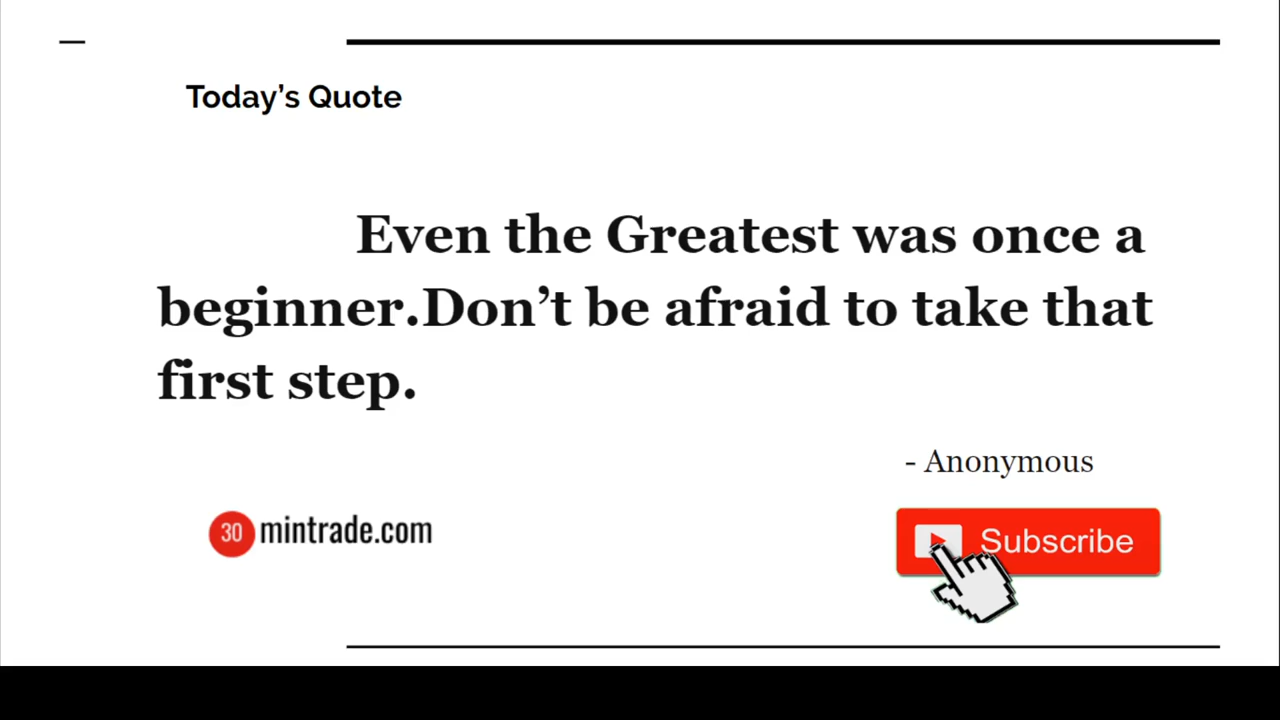 Today’s Quote
Even the Greatest was once a
beginner.Don’t be afraid to take that
first step.
- Anonymous
30 mintrade.com
Subscribe